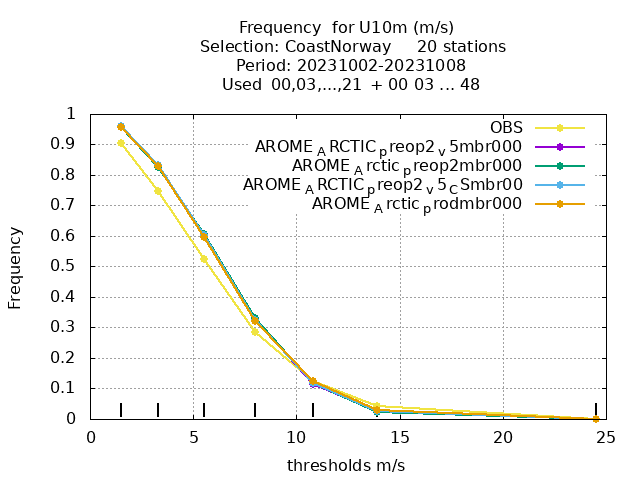 Frequency  for U10m (m/s)
Selection: CoastNorway     20 stations
Period: 20231002-20231008
Used  00,03,...,21  + 00 03 ... 48
OBS
AROME_ARCTIC_preop2_v5mbr000
AROME_Arctic_preop2mbr000
AROME_ARCTIC_preop2_v5_CSmbr00
AROME_Arctic_prodmbr000
1
0.9
0.8
0.7
0.6
0.5
0.4
0.3
0.2
0.1
0
Frequency
0 5 10 15 20 25
thresholds m/s